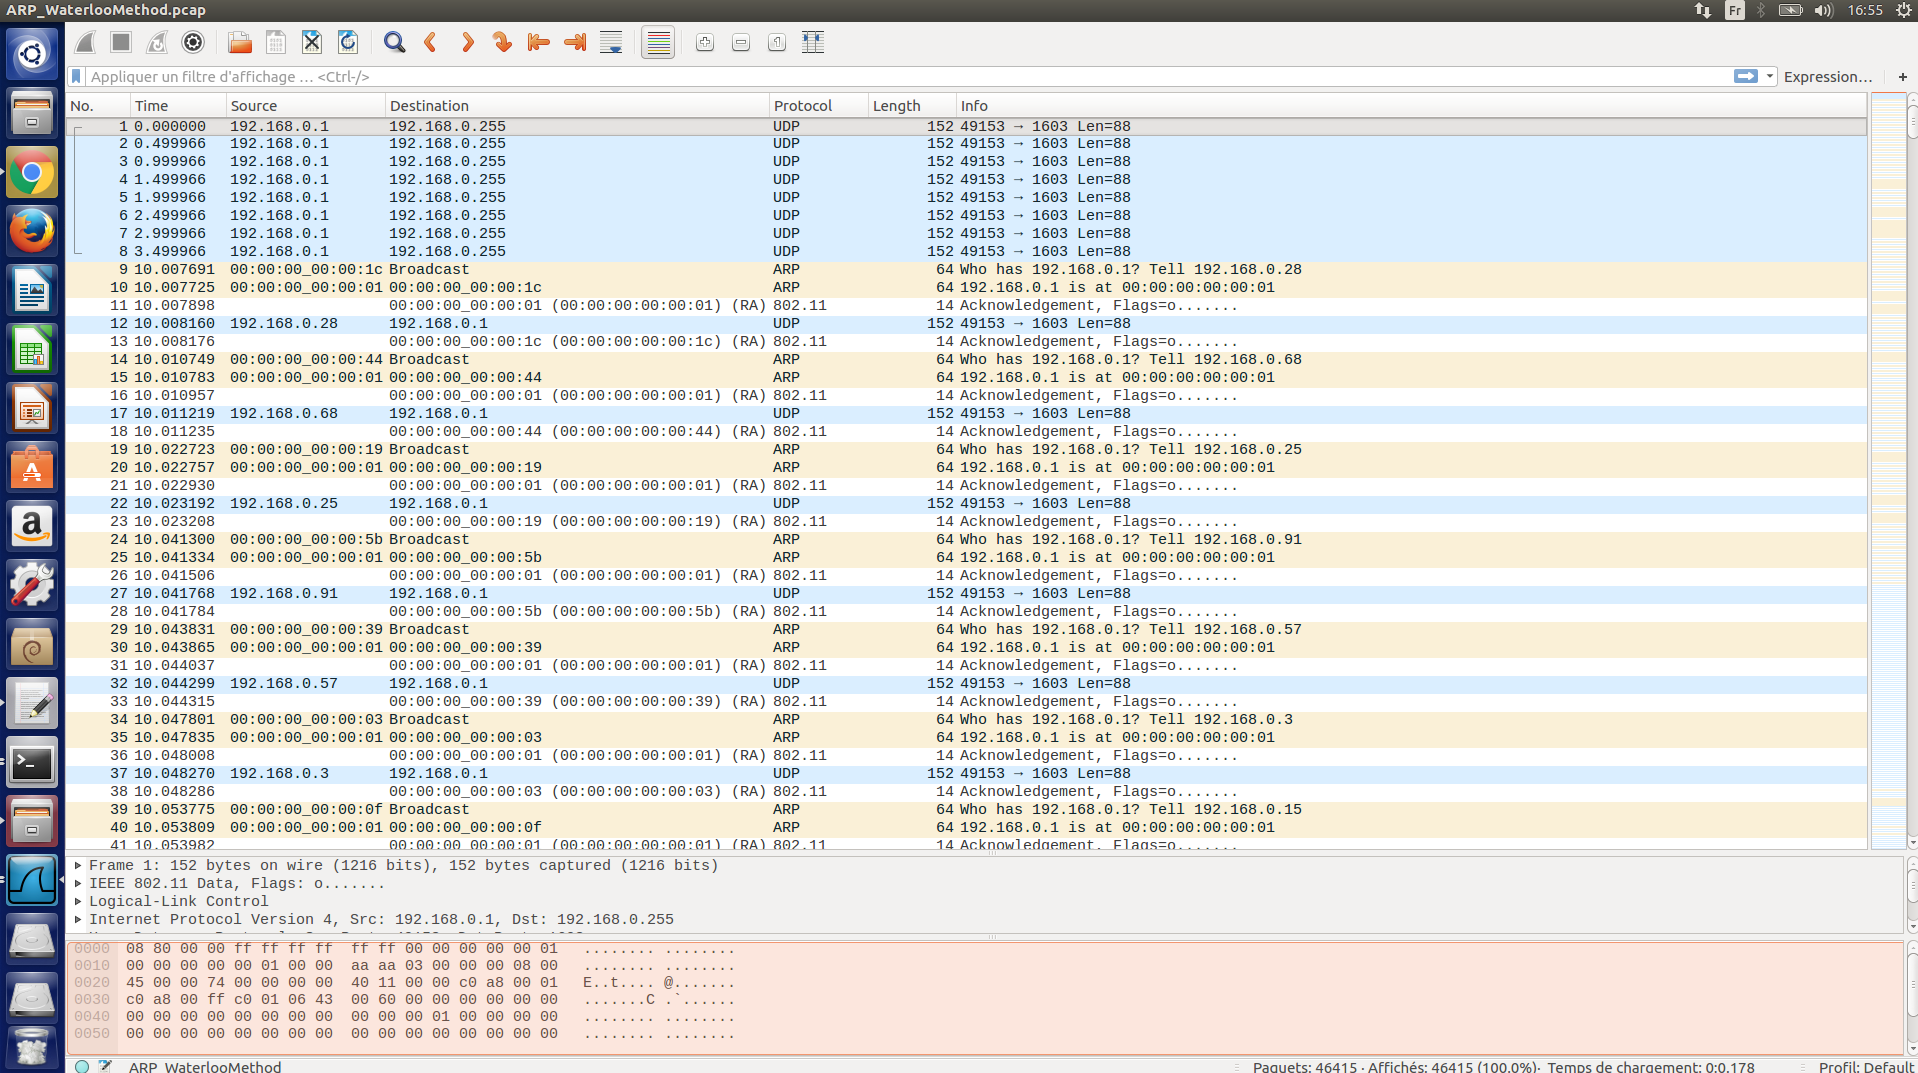 ARP_WaterlooMethod.pcap Fr 16:55
Appliquer un filtre d'affichage … <Ctrl-/> Expression… +
No. Time Source Destination Protocol Length Info
1 0.000000 192.168.0.1 192.168.0.255 UDP 152 49153 → 1603 Len=88
2 0.499966 192.168.0.1 192.168.0.255 UDP 152 49153 → 1603 Len=88
3 0.999966 192.168.0.1 192.168.0.255 UDP 152 49153 → 1603 Len=88
4 1.499966 192.168.0.1 192.168.0.255 UDP 152 49153 → 1603 Len=88
5 1.999966 192.168.0.1 192.168.0.255 UDP 152 49153 → 1603 Len=88
6 2.499966 192.168.0.1 192.168.0.255 UDP 152 49153 → 1603 Len=88
7 2.999966 192.168.0.1 192.168.0.255 UDP 152 49153 → 1603 Len=88
8 3.499966 192.168.0.1 192.168.0.255 UDP 152 49153 → 1603 Len=88
9 10.007691 00:00:00_00:00:1c Broadcast ARP 64 Who has 192.168.0.1? Tell 192.168.0.28
10 10.007725 00:00:00_00:00:01 00:00:00_00:00:1c ARP 64 192.168.0.1 is at 00:00:00:00:00:01
11 10.007898 00:00:00_00:00:01 (00:00:00:00:00:01) (RA) 802.11 14 Acknowledgement, Flags=o.......
12 10.008160 192.168.0.28 192.168.0.1 UDP 152 49153 → 1603 Len=88
13 10.008176 00:00:00_00:00:1c (00:00:00:00:00:1c) (RA) 802.11 14 Acknowledgement, Flags=o.......
14 10.010749 00:00:00_00:00:44 Broadcast ARP 64 Who has 192.168.0.1? Tell 192.168.0.68
15 10.010783 00:00:00_00:00:01 00:00:00_00:00:44 ARP 64 192.168.0.1 is at 00:00:00:00:00:01
16 10.010957 00:00:00_00:00:01 (00:00:00:00:00:01) (RA) 802.11 14 Acknowledgement, Flags=o.......
17 10.011219 192.168.0.68 192.168.0.1 UDP 152 49153 → 1603 Len=88
18 10.011235 00:00:00_00:00:44 (00:00:00:00:00:44) (RA) 802.11 14 Acknowledgement, Flags=o.......
19 10.022723 00:00:00_00:00:19 Broadcast ARP 64 Who has 192.168.0.1? Tell 192.168.0.25
20 10.022757 00:00:00_00:00:01 00:00:00_00:00:19 ARP 64 192.168.0.1 is at 00:00:00:00:00:01
21 10.022930 00:00:00_00:00:01 (00:00:00:00:00:01) (RA) 802.11 14 Acknowledgement, Flags=o.......
22 10.023192 192.168.0.25 192.168.0.1 UDP 152 49153 → 1603 Len=88
23 10.023208 00:00:00_00:00:19 (00:00:00:00:00:19) (RA) 802.11 14 Acknowledgement, Flags=o.......
24 10.041300 00:00:00_00:00:5b Broadcast ARP 64 Who has 192.168.0.1? Tell 192.168.0.91
25 10.041334 00:00:00_00:00:01 00:00:00_00:00:5b ARP 64 192.168.0.1 is at 00:00:00:00:00:01
26 10.041506 00:00:00_00:00:01 (00:00:00:00:00:01) (RA) 802.11 14 Acknowledgement, Flags=o.......
27 10.041768 192.168.0.91 192.168.0.1 UDP 152 49153 → 1603 Len=88
28 10.041784 00:00:00_00:00:5b (00:00:00:00:00:5b) (RA) 802.11 14 Acknowledgement, Flags=o.......
29 10.043831 00:00:00_00:00:39 Broadcast ARP 64 Who has 192.168.0.1? Tell 192.168.0.57
30 10.043865 00:00:00_00:00:01 00:00:00_00:00:39 ARP 64 192.168.0.1 is at 00:00:00:00:00:01
31 10.044037 00:00:00_00:00:01 (00:00:00:00:00:01) (RA) 802.11 14 Acknowledgement, Flags=o.......
32 10.044299 192.168.0.57 192.168.0.1 UDP 152 49153 → 1603 Len=88
33 10.044315 00:00:00_00:00:39 (00:00:00:00:00:39) (RA) 802.11 14 Acknowledgement, Flags=o.......
34 10.047801 00:00:00_00:00:03 Broadcast ARP 64 Who has 192.168.0.1? Tell 192.168.0.3
35 10.047835 00:00:00_00:00:01 00:00:00_00:00:03 ARP 64 192.168.0.1 is at 00:00:00:00:00:01
36 10.048008 00:00:00_00:00:01 (00:00:00:00:00:01) (RA) 802.11 14 Acknowledgement, Flags=o.......
37 10.048270 192.168.0.3 192.168.0.1 UDP 152 49153 → 1603 Len=88
38 10.048286 00:00:00_00:00:03 (00:00:00:00:00:03) (RA) 802.11 14 Acknowledgement, Flags=o.......
39 10.053775 00:00:00_00:00:0f Broadcast ARP 64 Who has 192.168.0.1? Tell 192.168.0.15
40 10.053809 00:00:00_00:00:01 00:00:00_00:00:0f ARP 64 192.168.0.1 is at 00:00:00:00:00:01
41 10.053982 00:00:00_00:00:01 (00:00:00:00:00:01) (RA) 802.11 14 Acknowledgement, Flags=o.......
Frame 1: 152 bytes on wire (1216 bits), 152 bytes captured (1216 bits)
IEEE 802.11 Data, Flags: o.......
Logical-Link Control
Internet Protocol Version 4, Src: 192.168.0.1, Dst: 192.168.0.255
0000 08 80 00 00 ff ff ff ff ff ff 00 00 00 00 00 01 ........ ........
0010 00 00 00 00 00 01 00 00 aa aa 03 00 00 00 08 00 ........ ........
0020 45 00 00 74 00 00 00 00 40 11 00 00 c0 a8 00 01 E..t.... @.......
0030 c0 a8 00 ff c0 01 06 43 00 60 00 00 00 00 00 00 .......C .`......
0040 00 00 00 00 00 00 00 00 00 00 00 01 00 00 00 00 ........ ........
0050 00 00 00 00 00 00 00 00 00 00 00 00 00 00 00 00 ........ ........
ARP_WaterlooMethod Paquets: 46415 · Affichés: 46415 (100.0%)· Temps de chargement: 0:0.178 Profil: Default